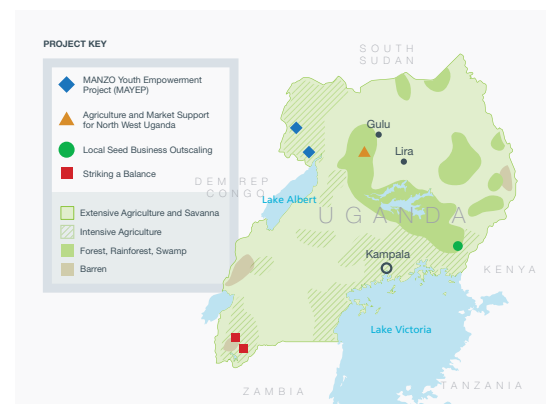 PROJECT KEY
MANZO Youth Empowerment
Project (MAYEP)
Agriculture and Market Support
for North West Uganda
Local Seed Business Outscaling
Striking a Balance
Extensive Agriculture and Savanna
Intensive Agriculture
Forest, Rainforest, Swamp
Barren
SOUTH
SUDAN
Gulu
Lira
DEM REP
CONGO
Lake Albert
UGANDA
Kampala
KENYA
Lake Victoria
TANZANIA
ZAMBIA